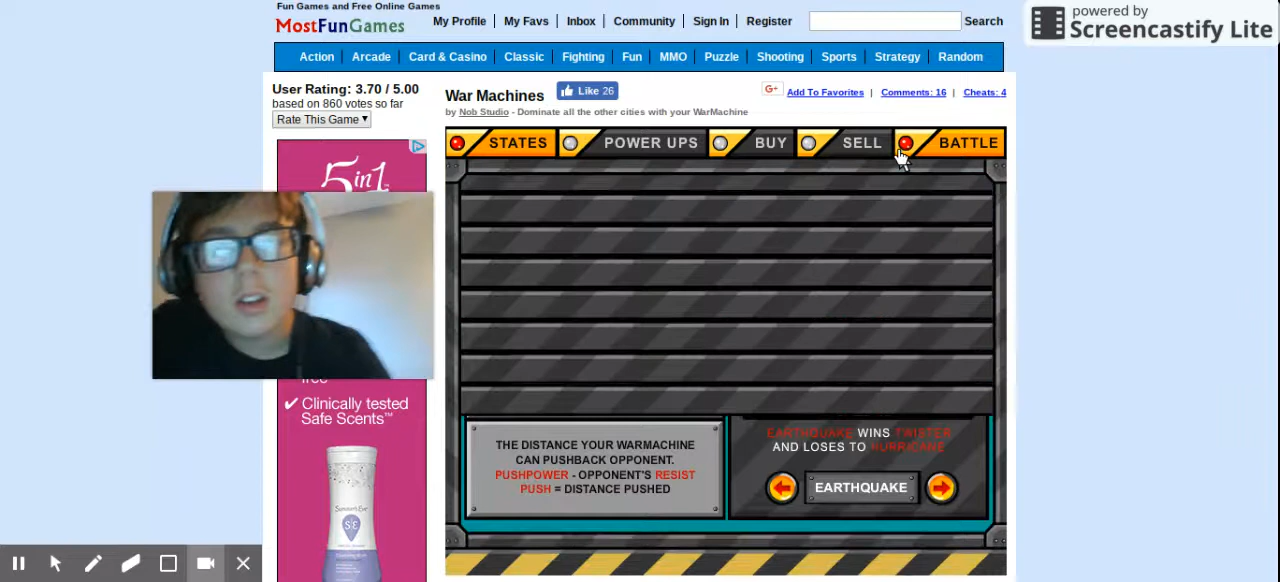 Fun Games and Free Online Games
MostFunGames
My Profile | My Favs | Inbox | Community | Sign In | Register
Search
powered by
Screencastify Lite
Action | Arcade | Card & Casino | Classic | Fighting | Fun | MMO | Puzzle | Shooting | Sports | Strategy | Random
User Rating: 3.70 / 5.00
based on 860 votes so far
Rate This Game
War Machines
Like 26
G+ Add To Favorites | Comments: 16 | Cheats: 4
by Nob Studio - Dominate all the other cities with your WarMachine
STATES POWER UPS BUY SELL BATTLE
5in1
✓ Clinically tested
Safe Scents™
Summer's Eve
S|E
THE DISTANCE YOUR WARMACHINE
CAN PUSHBACK OPPONENT.
PUSHPOWER - OPPONENT'S RESIST
PUSH = DISTANCE PUSHED
EARTHQUAKE WINS TWISTER
AND LOSES TO HURRICANE
EARTHQUAKE